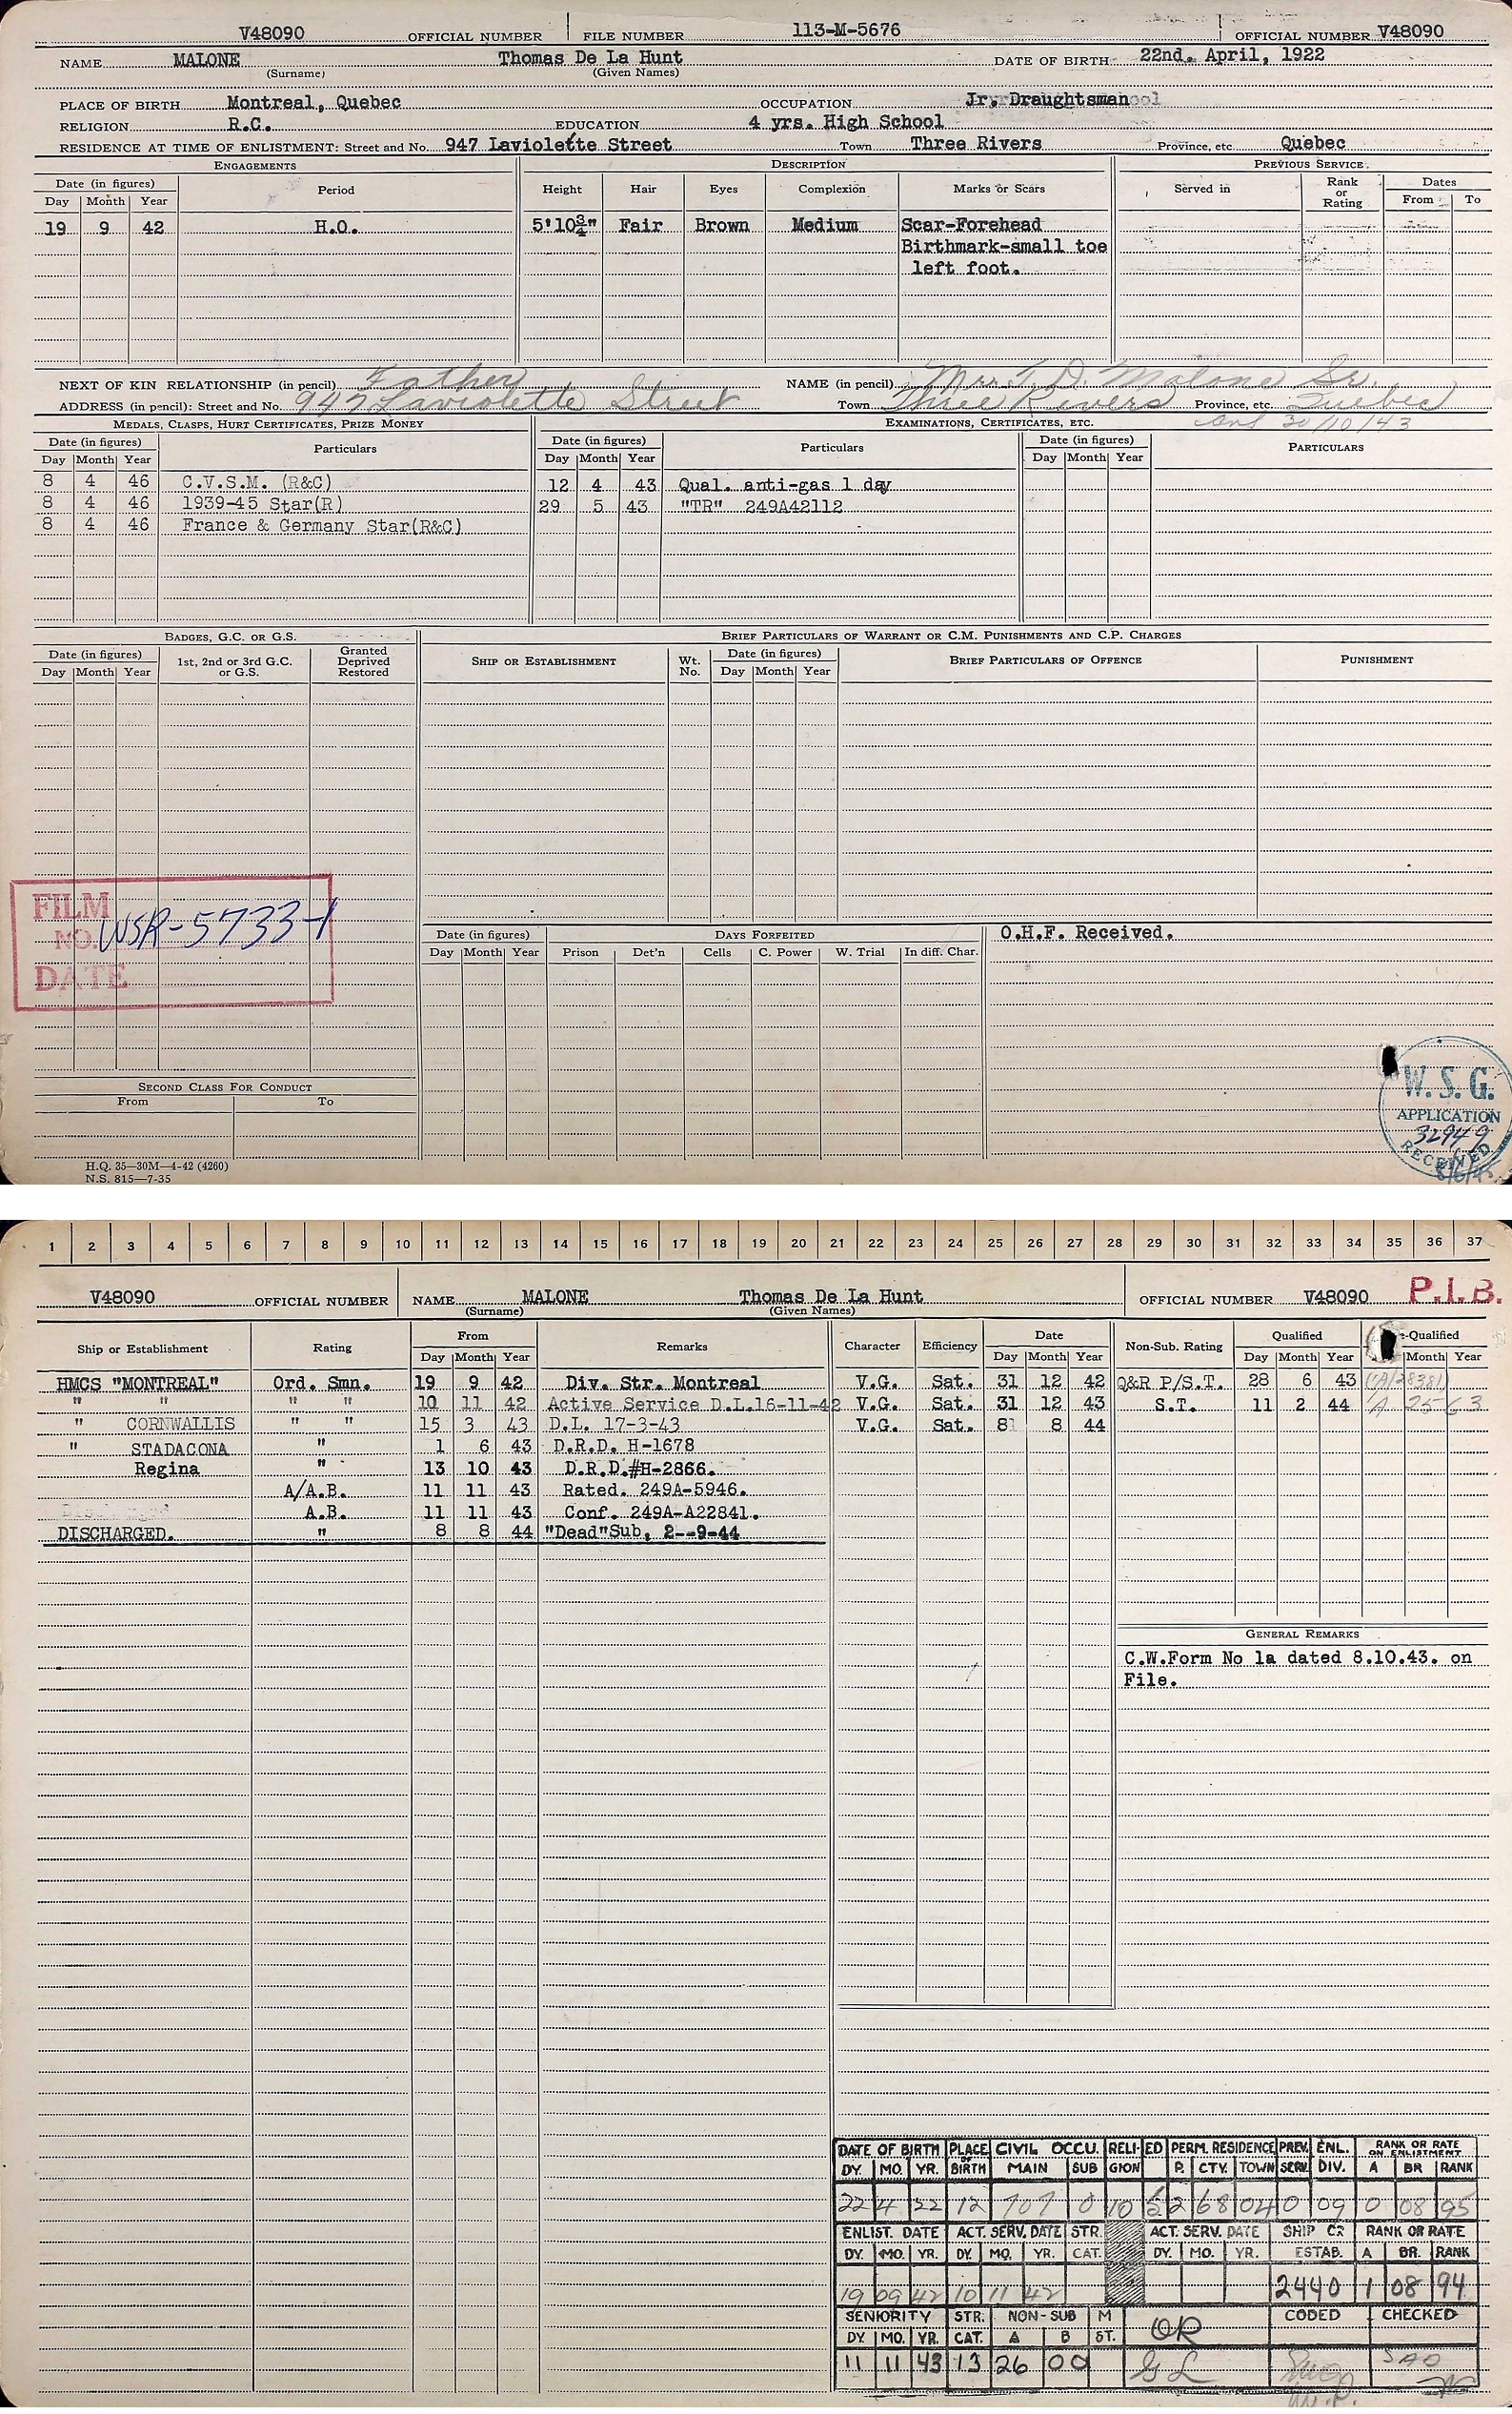 V48090 OFFICIAL NUMBER FILE NUMBER 113-M-5676 OFFICIAL NUMBER V48090
NAME MALONE Thomas De La Hunt DATE OF BIRTH 22nd. April, 1922
(Surname) (Given Names)
PLACE OF BIRTH Montreal, Quebec OCCUPATION Jr. Draughtsman
RELIGION R.C. EDUCATION 4 yrs. High School
RESIDENCE AT TIME OF ENLISTMENT: Street and No. 947 Laviolette Street Town Three Rivers Province, etc. Quebec
ENGAGEMENTS DESCRIPTION PREVIOUS SERVICE
Date (in figures) Period Height Hair Eyes Complexion Marks or Scars Served in Rank or Rating Dates
Day Month Year From To
19 9 42 H.O. 5'10¾" Fair Brown Medium Scar-Forehead
Birthmark-small toe
left foot.
NEXT OF KIN RELATIONSHIP (in pencil) Father NAME (in pencil) Mr. T. D. Malone Sr.
ADDRESS (in pencil): Street and No. 947 Laviolette Street Town Three Rivers Province, etc. Quebec
30/10/43
MEDALS, CLASPS, HURT CERTIFICATES, PRIZE MONEY EXAMINATIONS, CERTIFICATES, ETC.
Date (in figures) Particulars Date (in figures) Particulars Date (in figures) PARTICULARS
Day Month Year Day Month Year Day Month Year
8 4 46 C.V.S.M. (R&C) 12 4 43 Qual. anti-gas 1 day
8 4 46 1939-45 Star(R) 29 5 43 "TR" 249A42112
8 4 46 France & Germany Star(R&C)
BADGES, G.C. OR G.S. BRIEF PARTICULARS OF WARRANT OR C.M. PUNISHMENTS AND C.P. CHARGES
Date (in figures) 1st, 2nd or 3rd G.C. or G.S. Granted Deprived Restored SHIP OR ESTABLISHMENT Wt. No. Date (in figures) BRIEF PARTICULARS OF OFFENCE PUNISHMENT
Day Month Year Day Month Year
FILM
NO. WSR-5733-1
DATE
Date (in figures) DAYS FORFEITED O.H.F. Received.
Day Month Year Prison Det'n Cells C. Power W. Trial In diff. Char.
W.S.G.
APPLICATION
32949
RECEIVED
SECOND CLASS FOR CONDUCT
From To
H.Q. 35—30M—4-42 (4260)
N.S. 815—7-35
1 2 3 4 5 6 7 8 9 10 11 12 13 14 15 16 17 18 19 20 21 22 23 24 25 26 27 28 29 30 31 32 33 34 35 36 37
V48090 OFFICIAL NUMBER NAME MALONE Thomas De La Hunt OFFICIAL NUMBER V48090 P.I.B.
(Surname) (Given Names)
Ship or Establishment Rating From Remarks Character Efficiency Date Non-Sub. Rating Qualified -Qualified
Day Month Year Day Month Year Day Month Year Month Year
HMCS "MONTREAL" Ord. Smn. 19 9 42 Div. Str. Montreal V.G. Sat. 31 12 42 Q&R P/S.T. 28 6 43 (A/28381)
" " " " 10 11 42 Active Service D.L.16-11-42 V.G. Sat. 31 12 43 S.T. 11 2 44
" CORNWALLIS " " 15 3 43 D.L. 17-3-43 V.G. Sat. 8 8 44
" STADACONA " 1 6 43 D.R.D. H-1678
Regina " 13 10 43 D.R.D.#H-2866.
A/A.B. 11 11 43 Rated. 249A-5946.
A.B. 11 11 43 Conf. 249A-A22841.
DISCHARGED. " 8 8 44 "Dead"Sub, 2--9-44
GENERAL REMARKS
C.W.Form No 1a dated 8.10.43. on
File.
DATE OF BIRTH PLACE OF BIRTH CIVIL OCCU. RELIGION ED PERM. RESIDENCE PREV. SERV. ENL. DIV. RANK OR RATE ON ENLISTMENT
DY. MO. YR. MAIN SUB P. CTY. TOWN A BR RANK
22 4 22 12 707 0 10 5 2 68 04 0 09 0 08 95
ENLIST. DATE ACT. SERV. DATE STR. CAT. ACT. SERV. DATE SHIP OR ESTAB. RANK OR RATE
DY. MO. YR. DY. MO. YR. DY. MO. YR. A BR. RANK
19 09 42 10 11 42 2440 1 08 94
SENIORITY STR. CAT. NON-SUB M ST. OR CODED CHECKED
DY. MO. YR. A B
11 11 43 13 26 00 GL